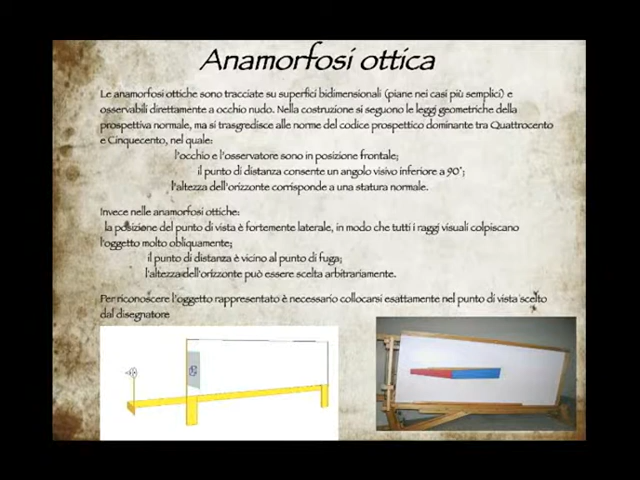 Anamorfosi ottica
Le anamorfosi ottiche sono tracciate su superfici bidimensionali (piane nei casi più semplici) e
osservabili direttamente a occhio nudo. Nella costruzione si seguono le leggi geometriche della
prospettiva normale, ma si trasgredisce alle norme del codice prospettico dominante tra Quattrocento
e Cinquecento, nel quale:
l'occhio e l'osservatore sono in posizione frontale;
il punto di distanza consente un angolo visivo inferiore a 90°;
l'altezza dell'orizzonte corrisponde a una statura normale.
Invece nelle anamorfosi ottiche:
la posizione del punto di vista è fortemente laterale, in modo che tutti i raggi visuali colpiscano
l'oggetto molto obliquamente;
il punto di distanza è vicino al punto di fuga;
l'altezza dell'orizzonte può essere scelta arbitrariamente.
Per riconoscere l'oggetto rappresentato è necessario collocarsi esattamente nel punto di vista scelto
dal disegnatore